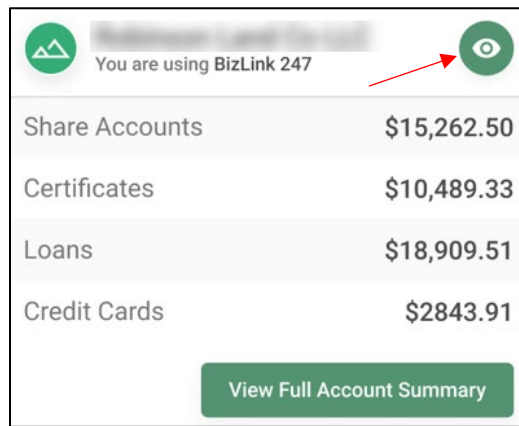 You are using BizLink 247
Share Accounts $15,262.50
Certificates $10,489.33
Loans $18,909.51
Credit Cards $2843.91
View Full Account Summary